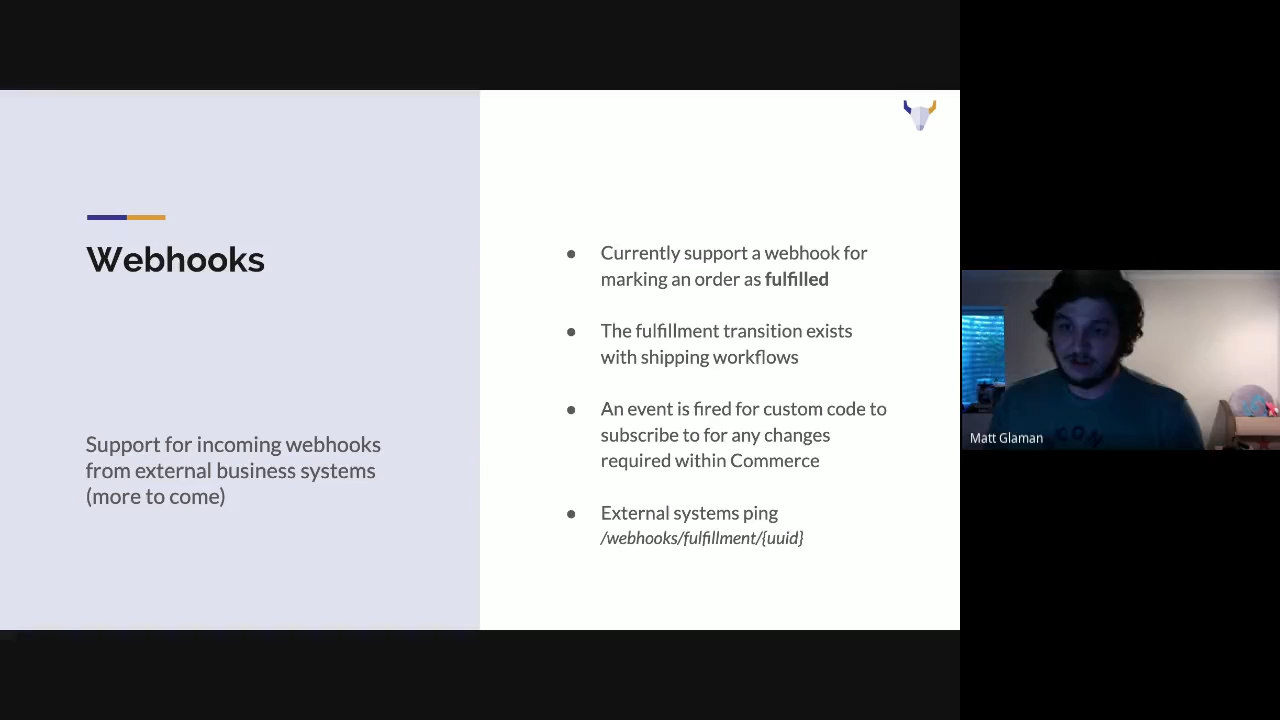 Webhooks
Support for incoming webhooks
from external business systems
(more to come)
● Currently support a webhook for
marking an order as fulfilled
● The fulfillment transition exists
with shipping workflows
● An event is fired for custom code to
subscribe to for any changes
required within Commerce
● External systems ping
/webhooks/fulfillment/{uuid}
Matt Glaman